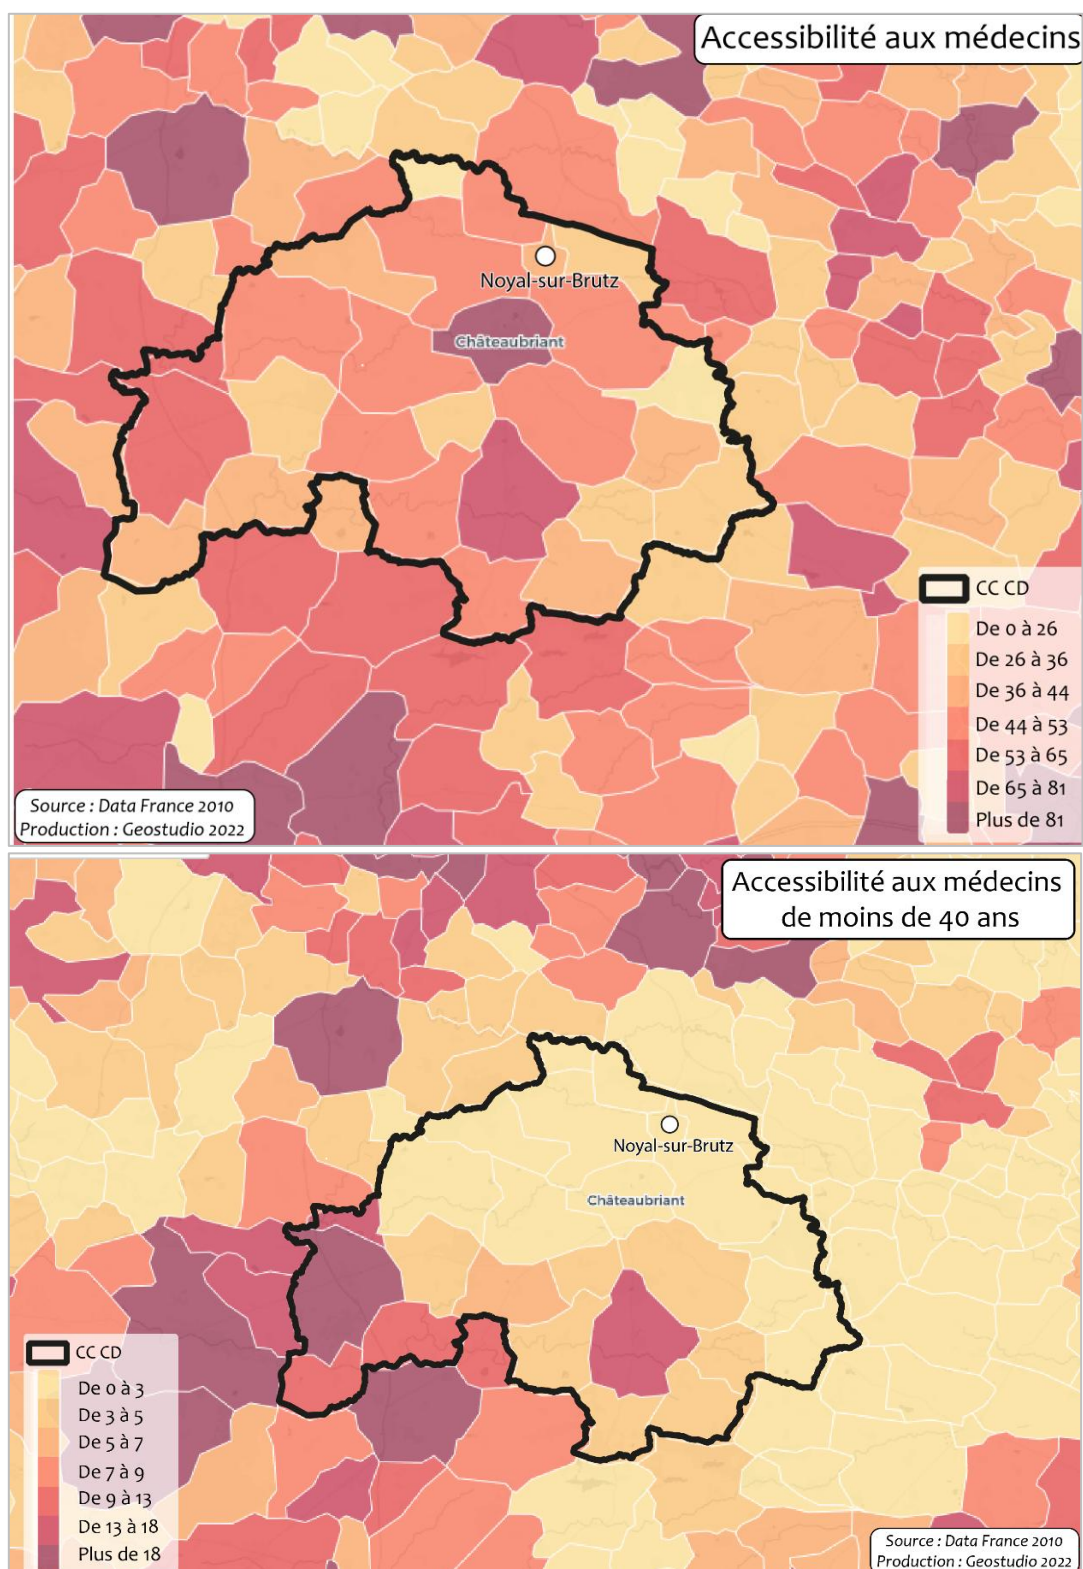 Accessibilité aux médecins
Noyal-sur-Brutz
Châteaubriant
CC CD
De 0 à 26
De 26 à 36
De 36 à 44
De 44 à 53
De 53 à 65
De 65 à 81
Plus de 81
Source : Data France 2010
Production : Geostudio 2022
Accessibilité aux médecins
de moins de 40 ans
Noyal-sur-Brutz
Châteaubriant
CC CD
De 0 à 3
De 3 à 5
De 5 à 7
De 7 à 9
De 9 à 13
De 13 à 18
Plus de 18
Source : Data France 2010
Production : Geostudio 2022